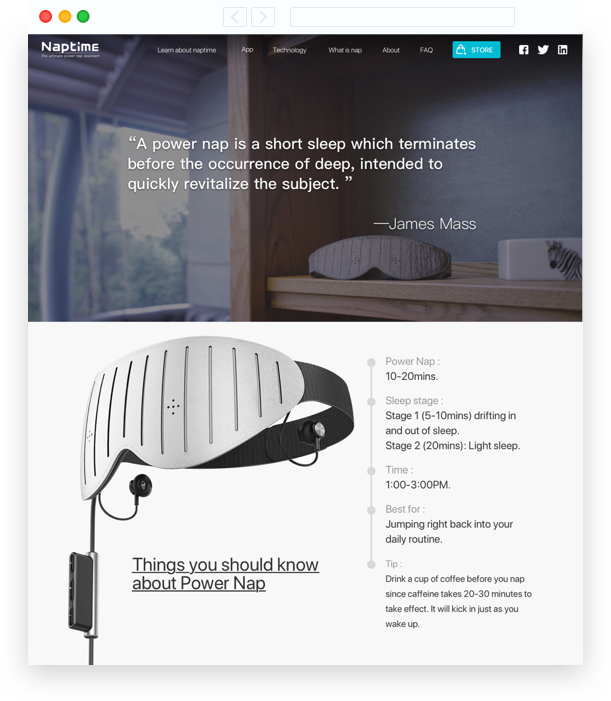 Naptime
The ultimate power nap assistant
Learn about naptime
App
Technology
What is nap
About
FAQ
STORE
“A power nap is a short sleep which terminates
before the occurrence of deep, intended to
quickly revitalize the subject. ”
—James Mass
Power Nap :
10-20mins.
Sleep stage :
Stage 1 (5-10mins) drifting in
and out of sleep.
Stage 2 (20mins): Light sleep.
Time :
1:00-3:00PM.
Best for :
Jumping right back into your
daily routine.
Things you should know
about Power Nap
Tip :
Drink a cup of coffee before you nap
since caffeine takes 20-30 minutes to
take effect. It will kick in just as you
wake up.